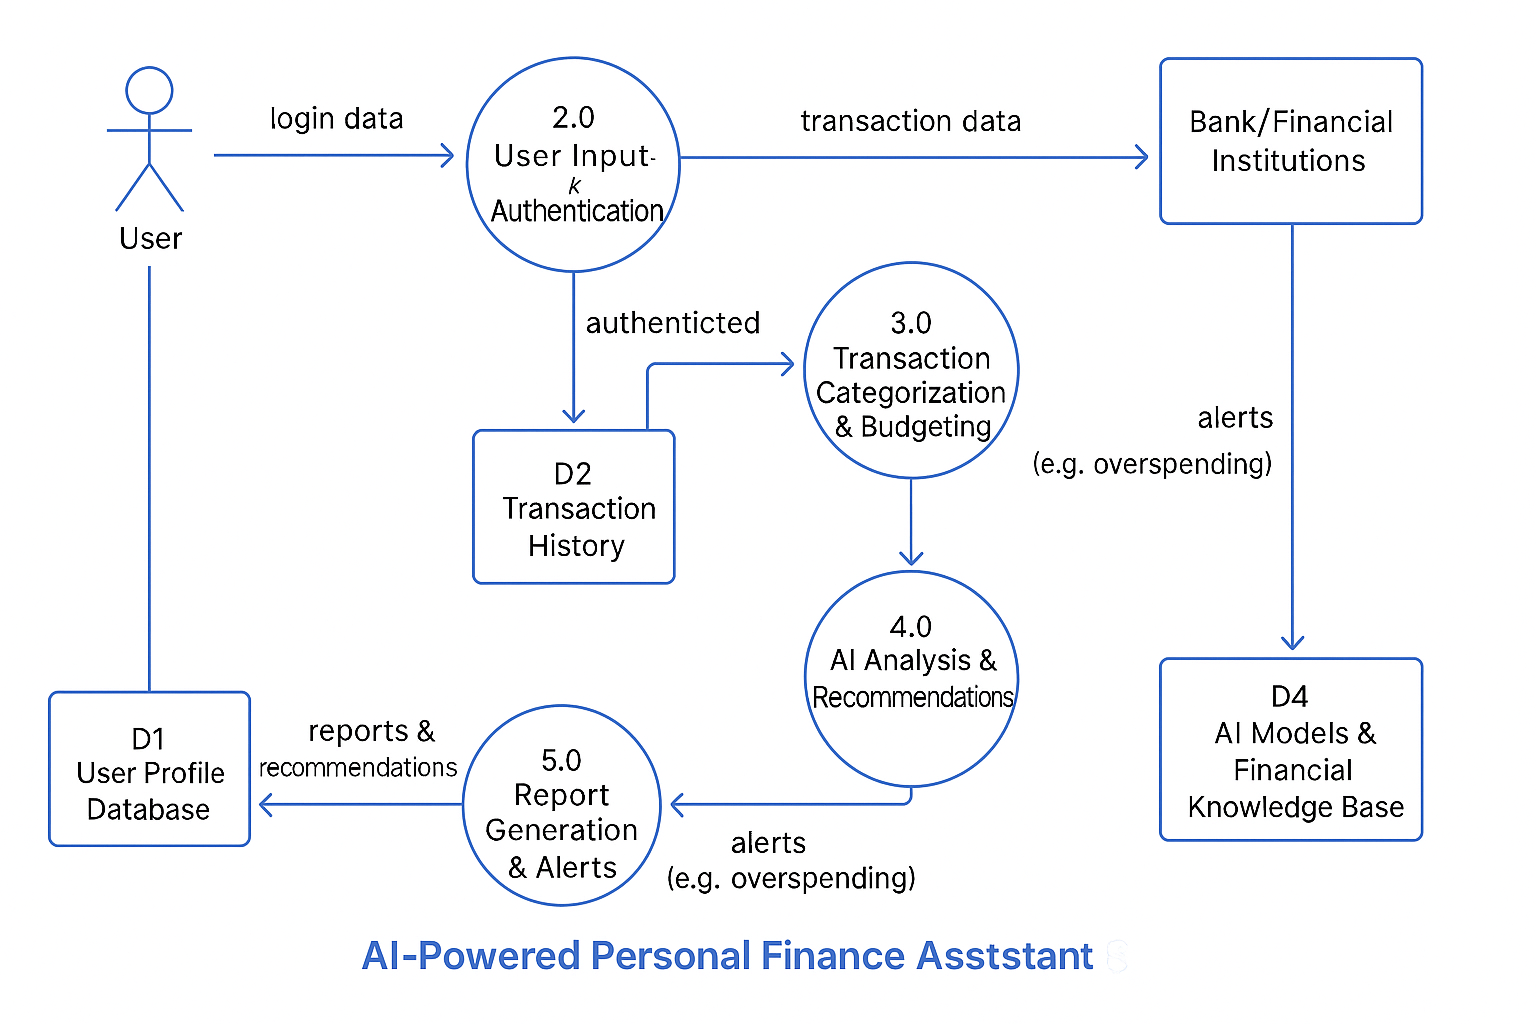 login data
2.0
User Input-
k
Authentication
transaction data
Bank/Financial
Institutions
User
authenticted
3.0
Transaction
Categorization
& Budgeting
alerts
(e.g. overspending)
D2
Transaction
History
4.0
AI Analysis &
Recommendations
D4
AI Models &
Financial
Knowledge Base
D1
User Profile
Database
reports &
recommendations
5.0
Report
Generation
& Alerts
alerts
(e.g. overspending)
AI-Powered Personal Finance Asststant